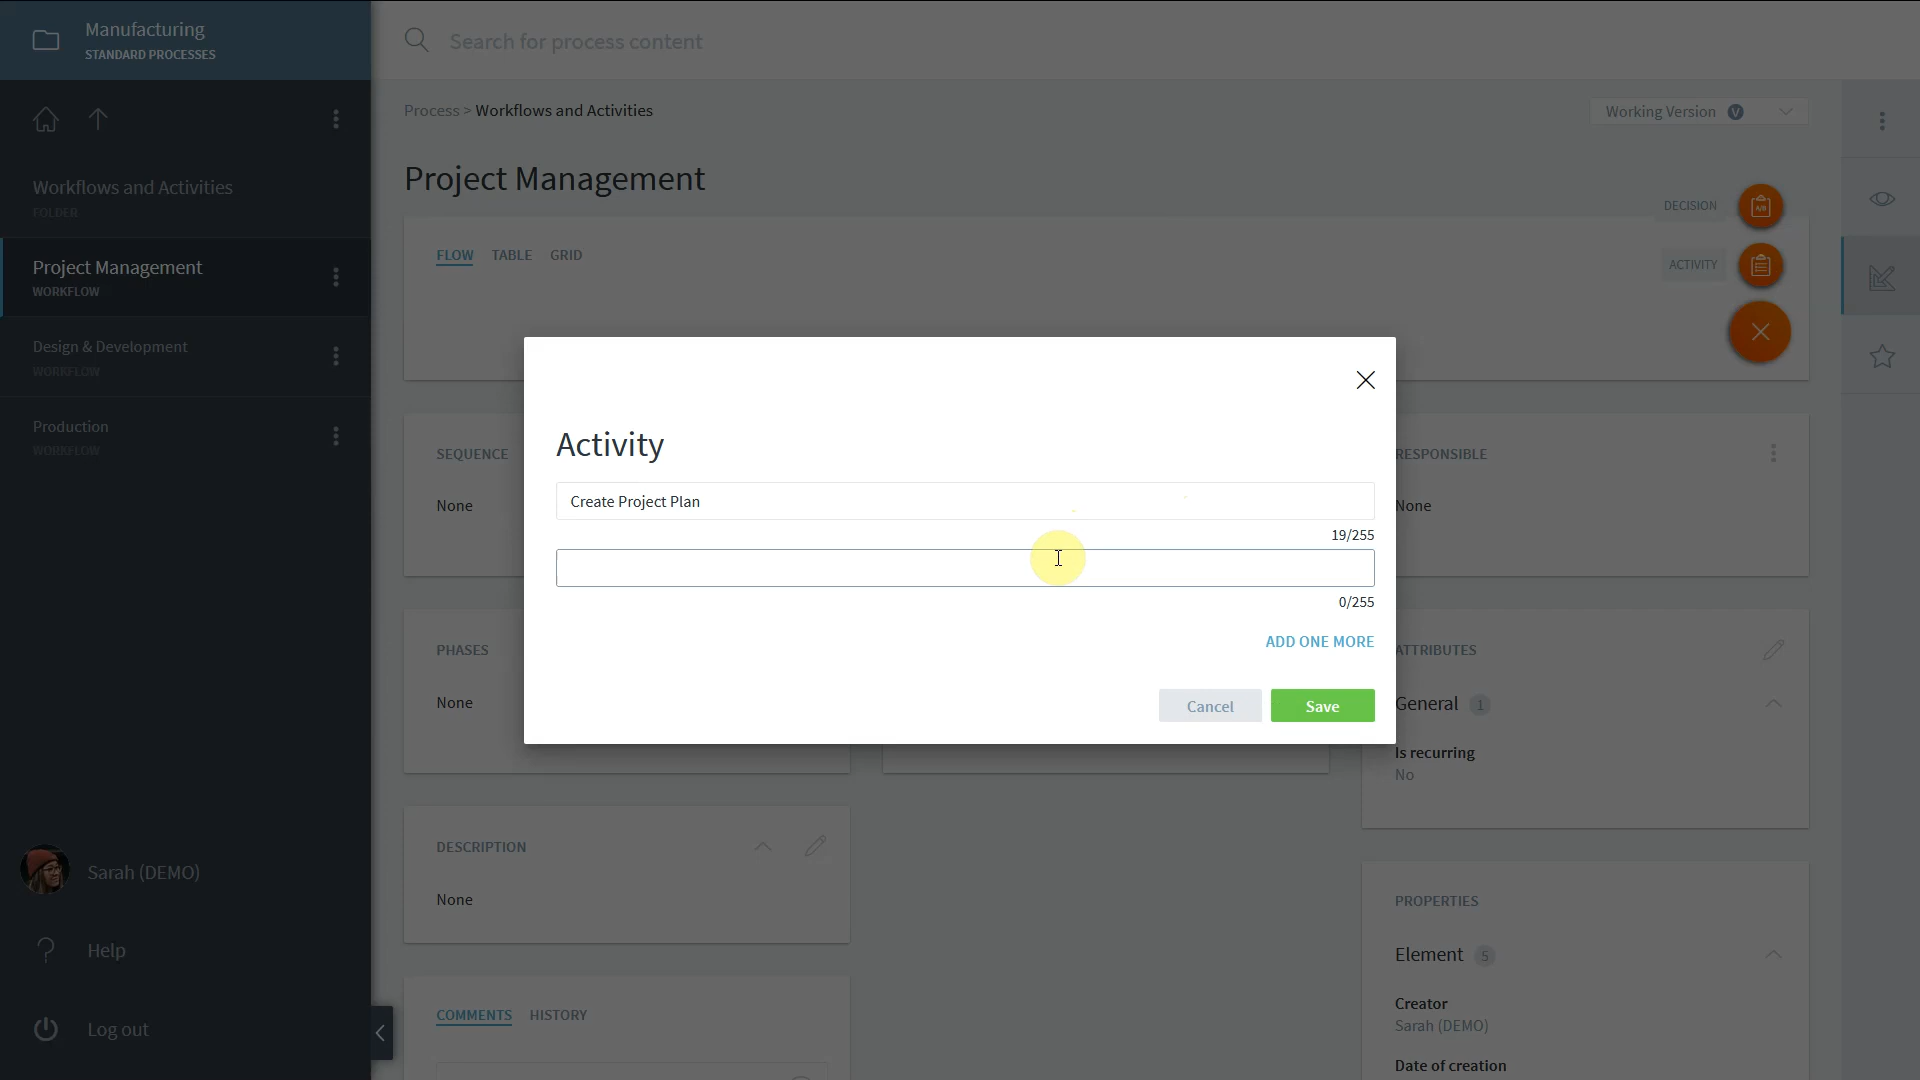 Manufacturing
STANDARD PROCESSES
Search for process content
Process > Workflows and Activities
Working Version V
Workflows and Activities
FOLDER
Project Management
DECISION
FLOW TABLE GRID
ACTIVITY
Project Management
WORKFLOW
Design & Development
WORKFLOW
Production
WORKFLOW
SEQUENCE
None
RESPONSIBLE
None
Activity
Create Project Plan
19/255
0/255
ADD ONE MORE
Cancel
Save
PHASES
None
ATTRIBUTES
General 1
Is recurring
No
DESCRIPTION
None
PROPERTIES
Element 5
Creator
Sarah (DEMO)
Date of creation
COMMENTS HISTORY
Sarah (DEMO)
Help
Log out